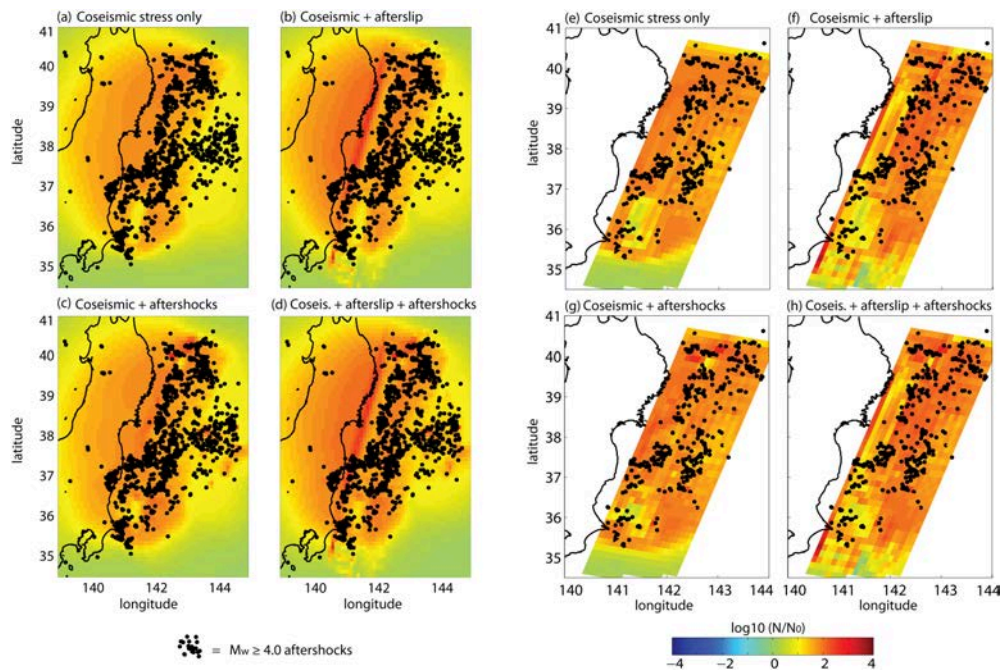 (a) Coseismic stress only
(b) Coseismic + afterslip
(e) Coseismic stress only
(f) Coseismic + afterslip
41
40
39
38
37
36
35
latitude
41
40
39
38
37
36
35
latitude
(c) Coseismic + aftershocks
(d) Coseis. + afterslip + aftershocks
(g) Coseismic + aftershocks
(h) Coseis. + afterslip + aftershocks
41
40
39
38
37
36
35
latitude
140 142 144
140 142 144
longitude
41
40
39
38
37
36
35
latitude
140 141 142 143
140 141 142 143 144
longitude
= Mw ≥ 4.0 aftershocks
log10 (N/N0)
−4 −2 0 2 4